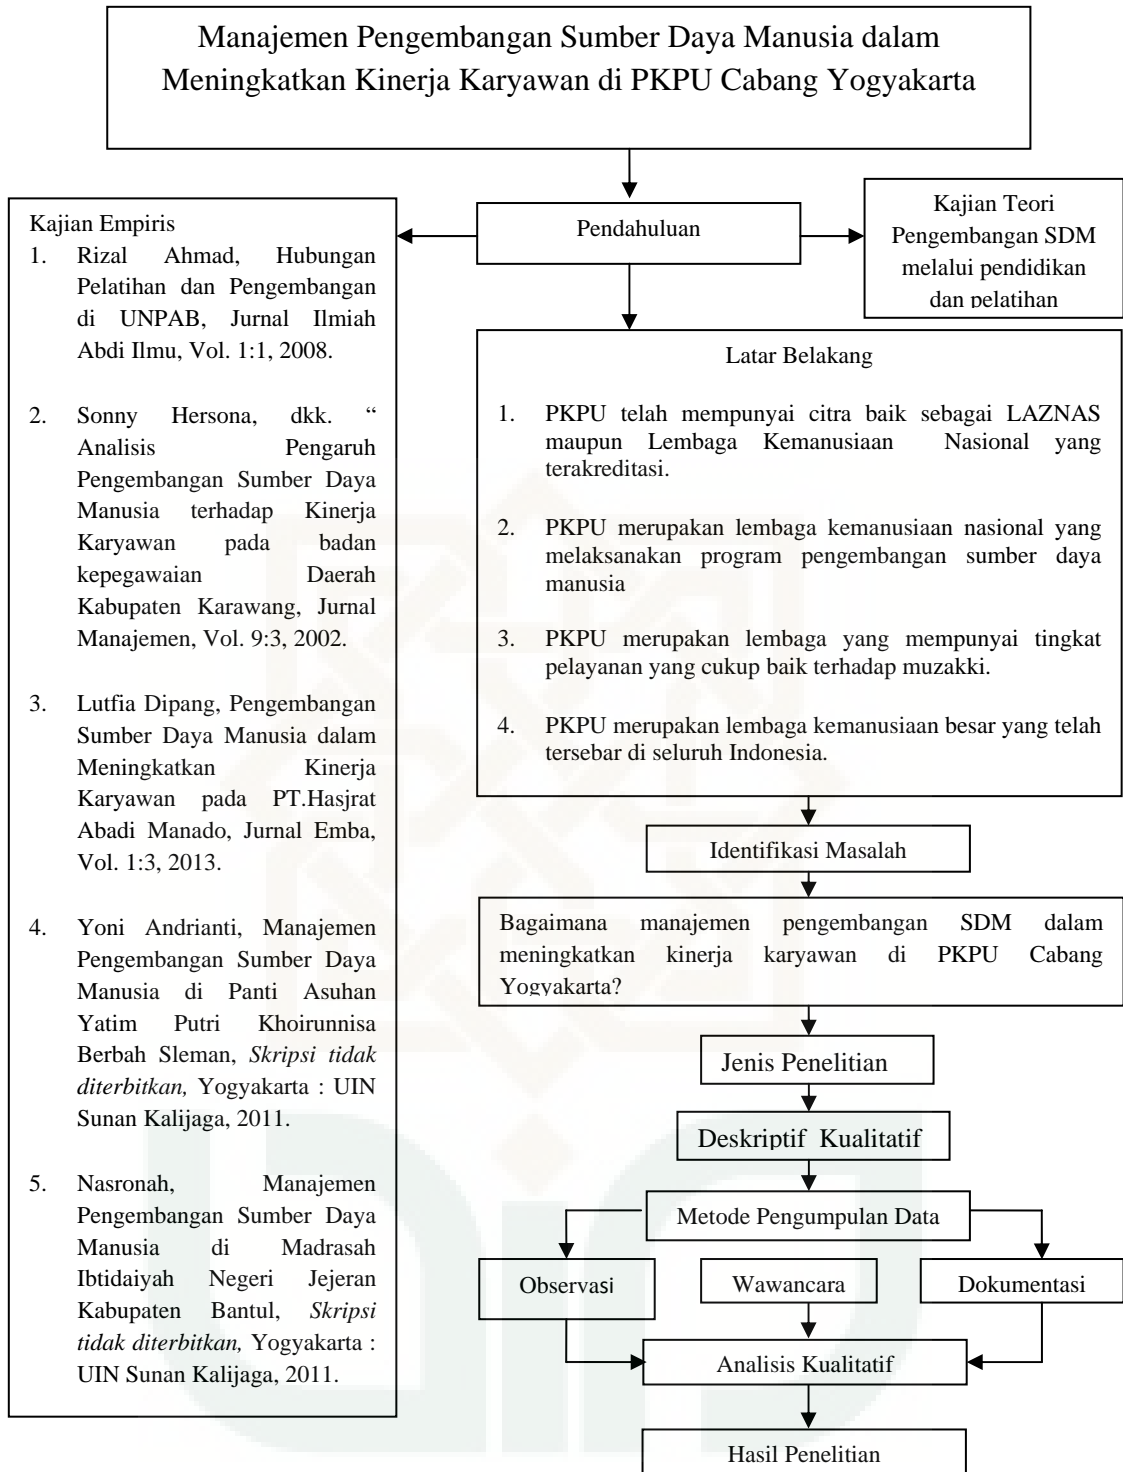 Manajemen Pengembangan Sumber Daya Manusia dalam
Meningkatkan Kinerja Karyawan di PKPU Cabang Yogyakarta
Pendahuluan
Kajian Teori
Pengembangan SDM
melalui pendidikan
dan pelatihan
Kajian Empiris
1. Rizal Ahmad, Hubungan
Pelatihan dan Pengembangan
di UNPAB, Jurnal Ilmiah
Abdi Ilmu, Vol. 1:1, 2008.
2. Sonny Hersona, dkk. “
Analisis Pengaruh
Pengembangan Sumber Daya
Manusia terhadap Kinerja
Karyawan pada badan
kepegawaian Daerah
Kabupaten Karawang, Jurnal
Manajemen, Vol. 9:3, 2002.
3. Lutfia Dipang, Pengembangan
Sumber Daya Manusia dalam
Meningkatkan Kinerja
Karyawan pada PT.Hasjrat
Abadi Manado, Jurnal Emba,
Vol. 1:3, 2013.
4. Yoni Andrianti, Manajemen
Pengembangan Sumber Daya
Manusia di Panti Asuhan
Yatim Putri Khoirunnisa
Berbah Sleman, Skripsi tidak
diterbitkan, Yogyakarta : UIN
Sunan Kalijaga, 2011.
5. Nasronah, Manajemen
Pengembangan Sumber Daya
Manusia di Madrasah
Ibtidaiyah Negeri Jejeran
Kabupaten Bantul, Skripsi
tidak diterbitkan, Yogyakarta :
UIN Sunan Kalijaga, 2011.
Latar Belakang
1. PKPU telah mempunyai citra baik sebagai LAZNAS
maupun Lembaga Kemanusiaan Nasional yang
terakreditasi.
2. PKPU merupakan lembaga kemanusiaan nasional yang
melaksanakan program pengembangan sumber daya
manusia
3. PKPU merupakan lembaga yang mempunyai tingkat
pelayanan yang cukup baik terhadap muzakki.
4. PKPU merupakan lembaga kemanusiaan besar yang telah
tersebar di seluruh Indonesia.
Identifikasi Masalah
Bagaimana manajemen pengembangan SDM dalam
meningkatkan kinerja karyawan di PKPU Cabang
Yogyakarta?
Jenis Penelitian
Deskriptif Kualitatif
Metode Pengumpulan Data
Observasi
Wawancara
Dokumentasi
Analisis Kualitatif
Hasil Penelitian